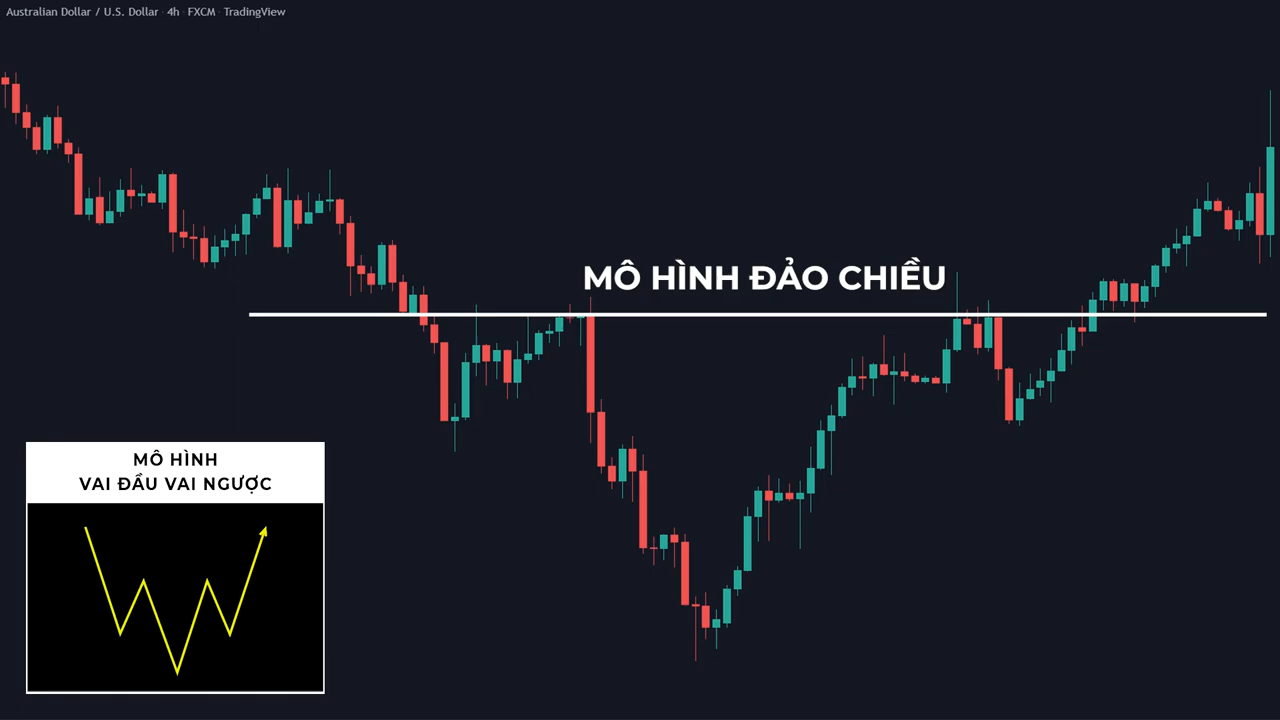 Australian Dollar / U.S. Dollar · 4h · FXCM · TradingView
MÔ HÌNH ĐẢO CHIỀU
MÔ HÌNH
VAI ĐẦU VAI NGƯỢC